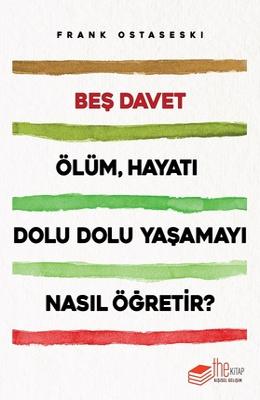 FRANK OSTASESKI
BEŞ DAVET
ÖLÜM, HAYATI
DOLU DOLU YAŞAMAYI
NASIL ÖĞRETİR?
the KİTAP
KİŞİSEL GELİŞİM